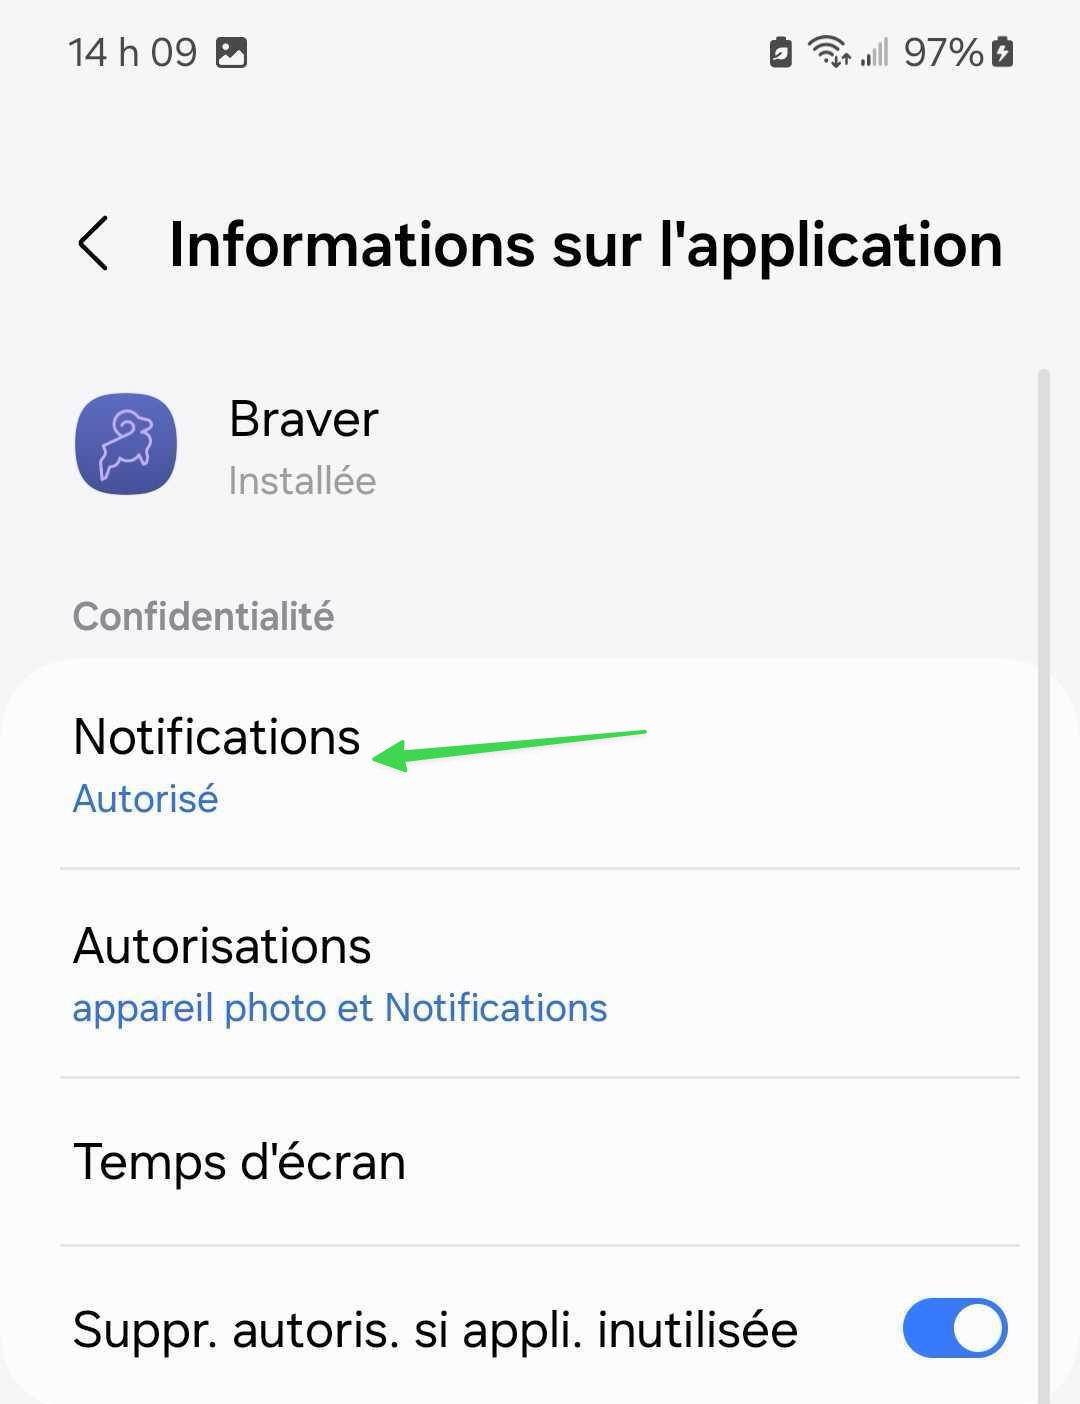 14 h 09
97%
Informations sur l'application
Braver
Installée
Confidentialité
Notifications
Autorisé
Autorisations
appareil photo et Notifications
Temps d'écran
Suppr. autoris. si appli. inutilisée